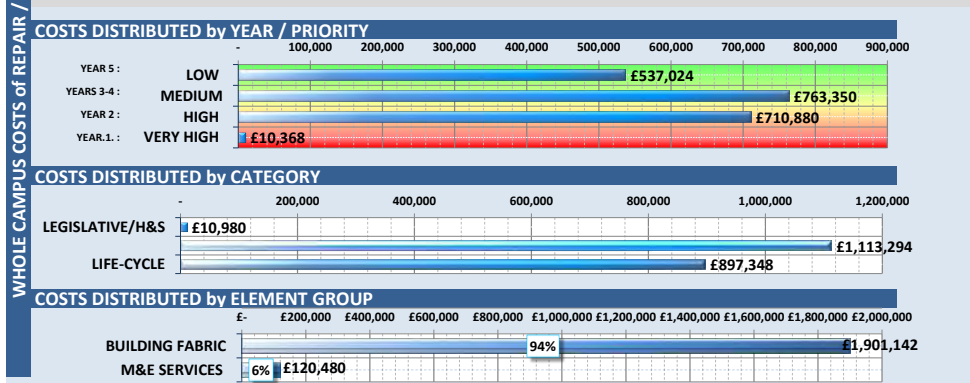 WHOLE CAMPUS COSTS of REPAIR /
COSTS DISTRIBUTED by YEAR / PRIORITY
- 100,000 200,000 300,000 400,000 500,000 600,000 700,000 800,000 900,000
YEAR 5 : LOW £537,024
YEARS 3-4 : MEDIUM £763,350
YEAR 2 : HIGH £710,880
YEAR.1. : VERY HIGH £10,368
COSTS DISTRIBUTED by CATEGORY
- 200,000 400,000 600,000 800,000 1,000,000 1,200,000
LEGISLATIVE/H&S £10,980
£1,113,294
LIFE-CYCLE £897,348
COSTS DISTRIBUTED by ELEMENT GROUP
£- £200,000 £400,000 £600,000 £800,000 £1,000,000 £1,200,000 £1,400,000 £1,600,000 £1,800,000 £2,000,000
BUILDING FABRIC 94% £1,901,142
M&E SERVICES 6% £120,480